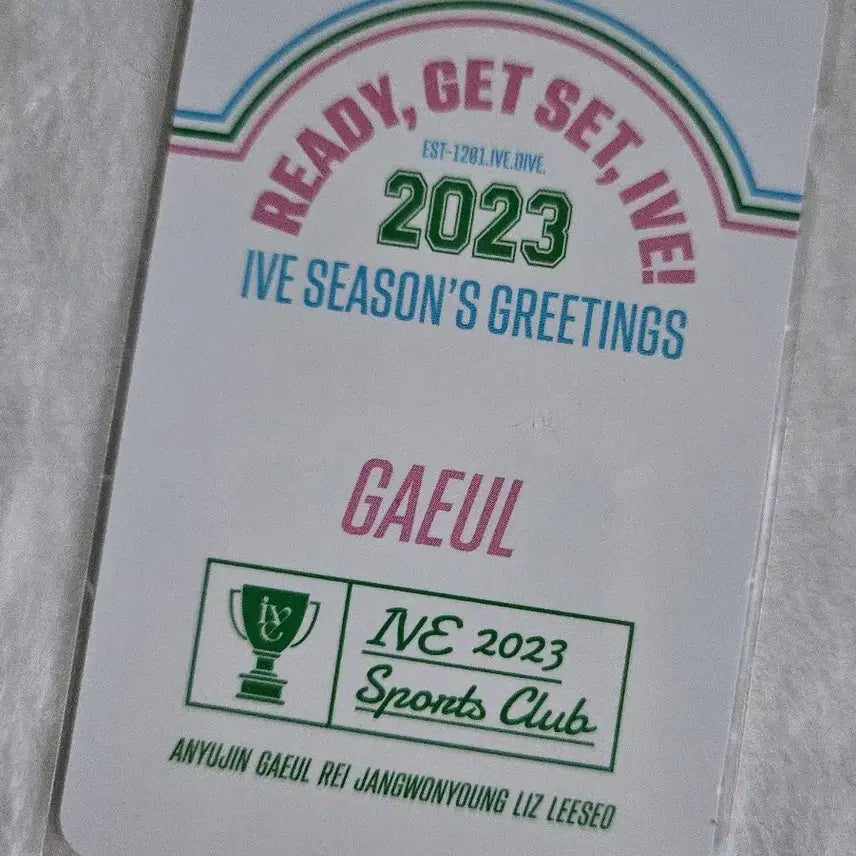 READY, GET SET, IVE!
EST-1201.IVE.DIVE.
2023
IVE SEASON'S GREETINGS
GAEUL
ive
IVE 2023
Sports Club
ANYUJIN GAEUL REI JANGWONYOUNG LIZ LEESEO